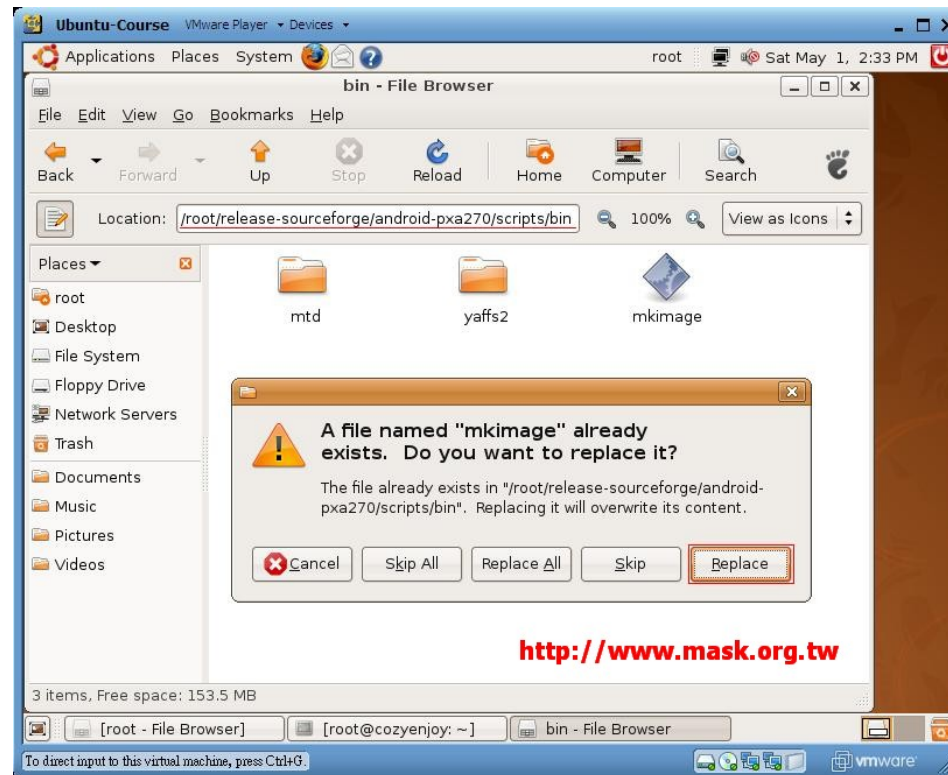 Ubuntu-Course VMware Player Devices
Applications Places System root Sat May 1, 2:33 PM
bin - File Browser
File Edit View Go Bookmarks Help
Back Forward Up Stop Reload Home Computer Search
Location: /root/release-sourceforge/android-pxa270/scripts/bin 100% View as Icons
Places
root
Desktop
File System
Floppy Drive
Network Servers
Trash
Documents
Music
Pictures
Videos
mtd yaffs2 mkimage
A file named "mkimage" already
exists. Do you want to replace it?
The file already exists in "/root/release-sourceforge/android-
pxa270/scripts/bin". Replacing it will overwrite its content.
Cancel Skip All Replace All Skip Replace
http://www.mask.org.tw
3 items, Free space: 153.5 MB
[root - File Browser] [root@cozyenjoy: ~] bin - File Browser
To direct input to this virtual machine, press Ctrl+G. vmware